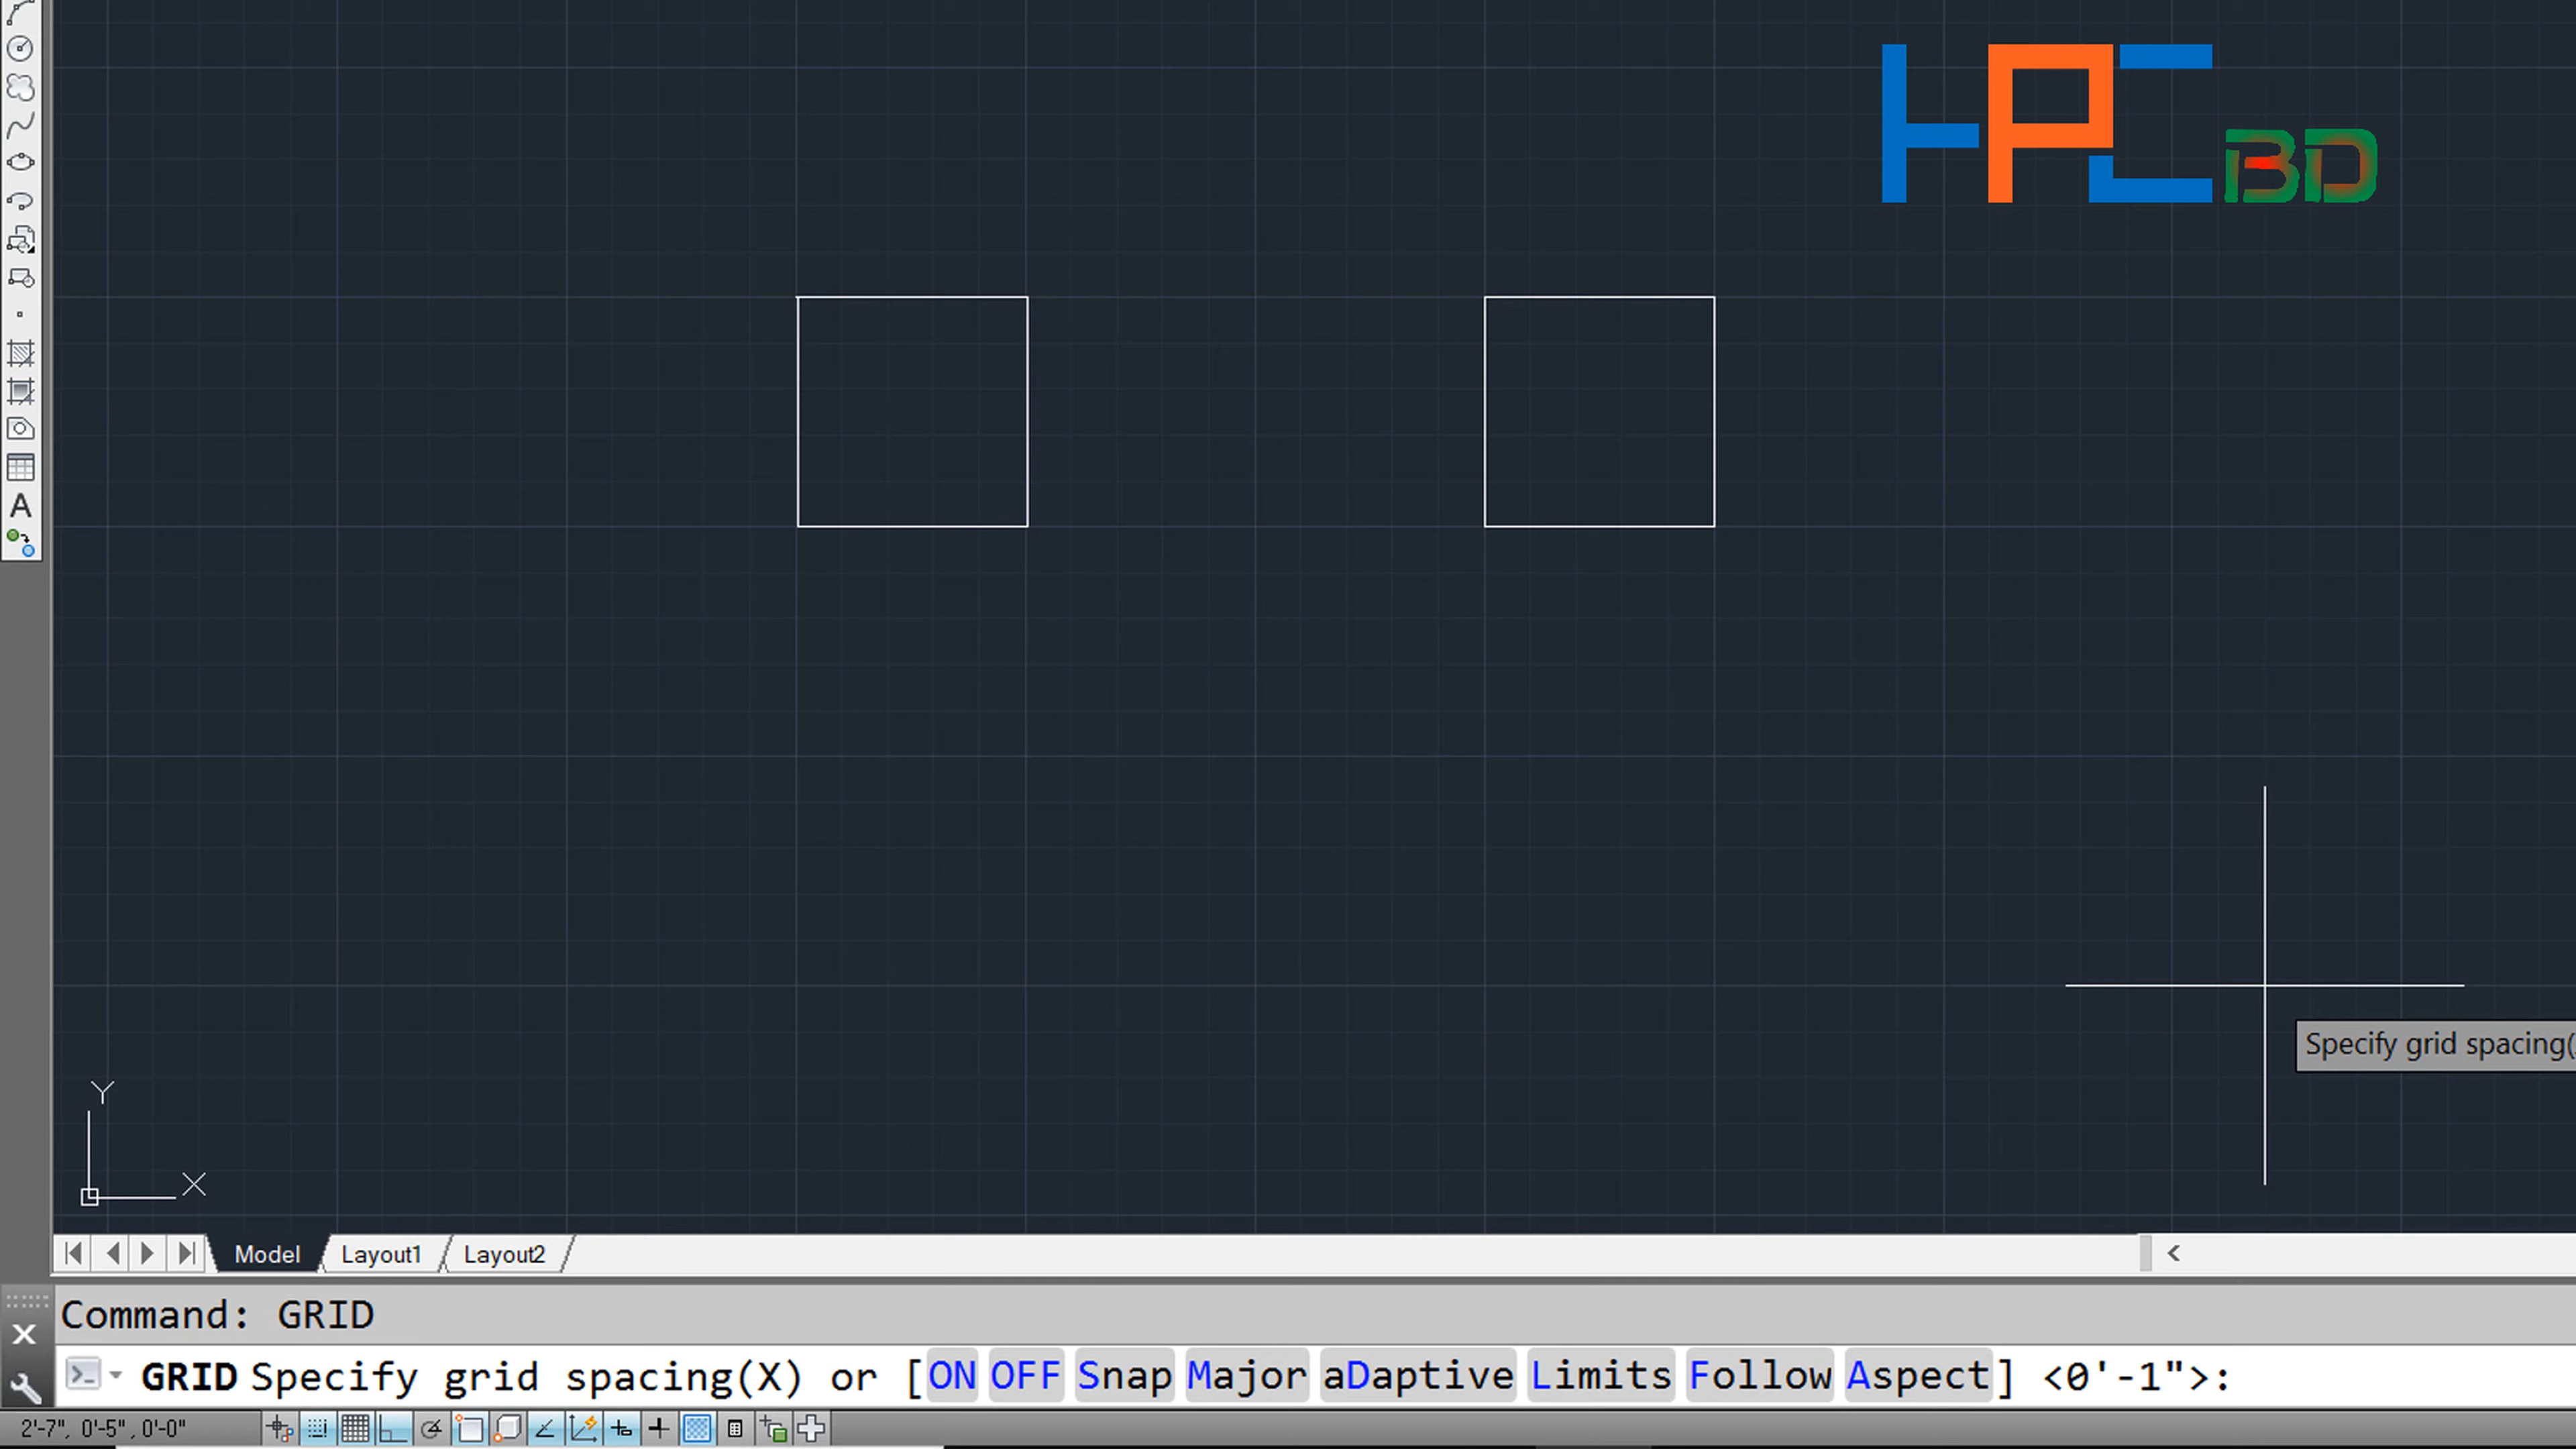 HPC BD
A
Specify grid spacing(
Y
X
Model Layout1 Layout2
Command: GRID
GRID Specify grid spacing(X) or [ON OFF Snap Major aDaptive Limits Follow Aspect] <0'-1">:
2'-7", 0'-5", 0'-0"